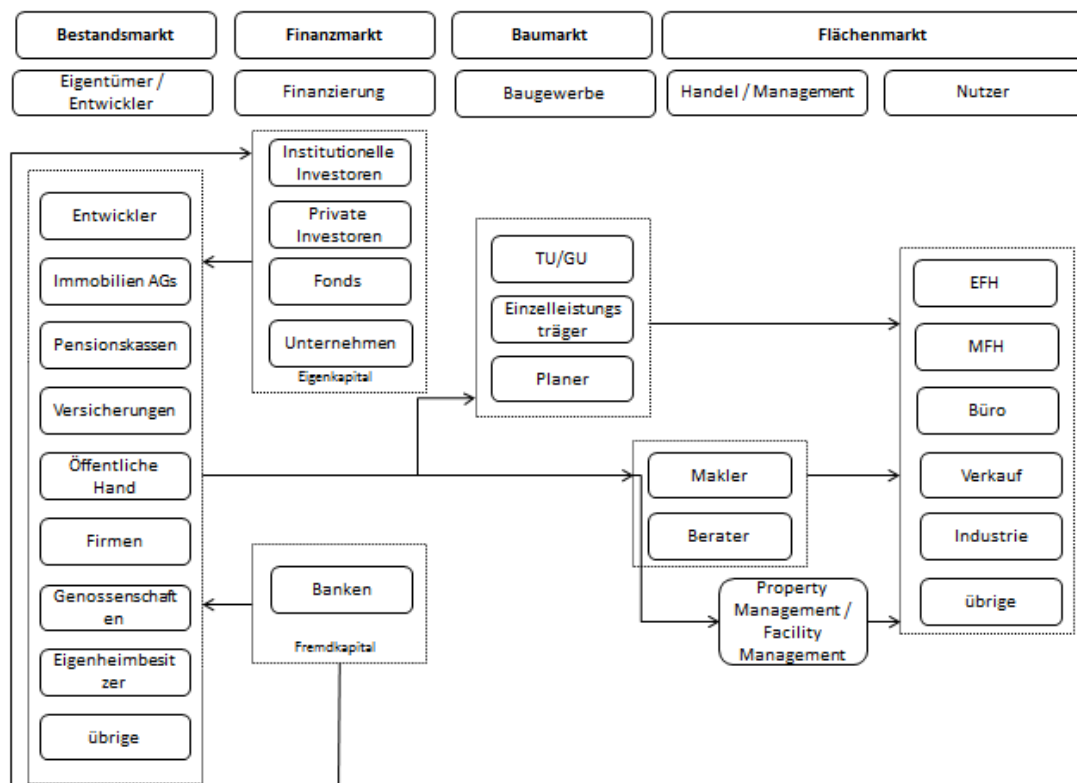 Bestandsmarkt
Finanzmarkt
Baumarkt
Flächenmarkt
Eigentümer /
Entwickler
Finanzierung
Baugewerbe
Handel / Management
Nutzer
Entwickler
Immobilien AGs
Pensionskassen
Versicherungen
Öffentliche
Hand
Firmen
Genossenschaft
en
Eigenheimbesit
zer
übrige
Institutionelle
Investoren
Private
Investoren
Fonds
Unternehmen
Eigenkapital
Banken
Fremdkapital
TU/GU
Einzelleistungs
träger
Planer
Makler
Berater
Property
Management /
Facility
Management
EFH
MFH
Büro
Verkauf
Industrie
übrige